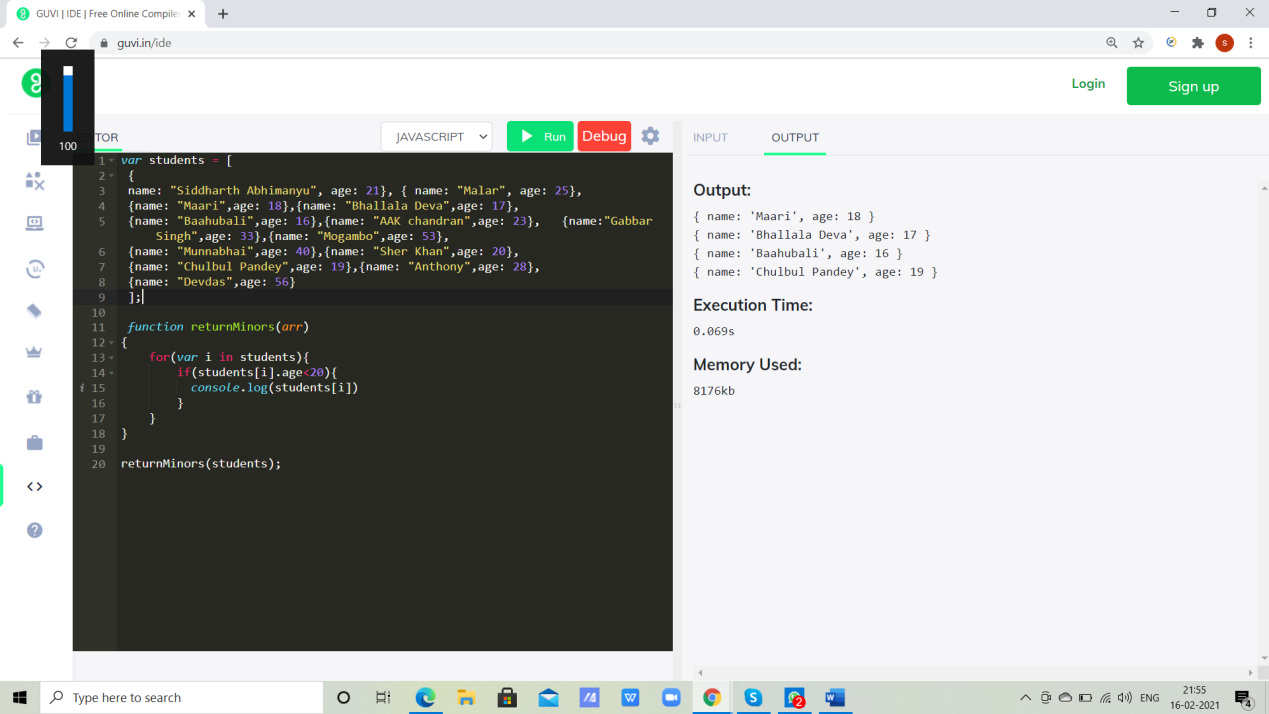 GUVI | IDE | Free Online Compiler
guvi.in/ide
S
100
Login
Sign up
TOR
JAVASCRIPT
Run
Debug
INPUT
OUTPUT
1 var students = [
2 {
3 name: "Siddharth Abhimanyu", age: 21}, { name: "Malar", age: 25},
4 {name: "Maari",age: 18},{name: "Bhallala Deva",age: 17},
5 {name: "Baahubali",age: 16},{name: "AAK chandran",age: 23}, {name:"Gabbar
Singh",age: 33},{name: "Mogambo",age: 53},
6 {name: "Munnabhai",age: 40},{name: "Sher Khan",age: 20},
7 {name: "Chulbul Pandey",age: 19},{name: "Anthony",age: 28},
8 {name: "Devdas",age: 56}
9 ];
10
11 function returnMinors(arr)
12 {
13 for(var i in students){
14 if(students[i].age<20){
i 15 console.log(students[i])
16 }
17 }
18 }
19
20 returnMinors(students);
Output:
{ name: 'Maari', age: 18 }
{ name: 'Bhallala Deva', age: 17 }
{ name: 'Baahubali', age: 16 }
{ name: 'Chulbul Pandey', age: 19 }
Execution Time:
0.069s
Memory Used:
8176kb
Type here to search
2
ENG
21:55
16-02-2021
4